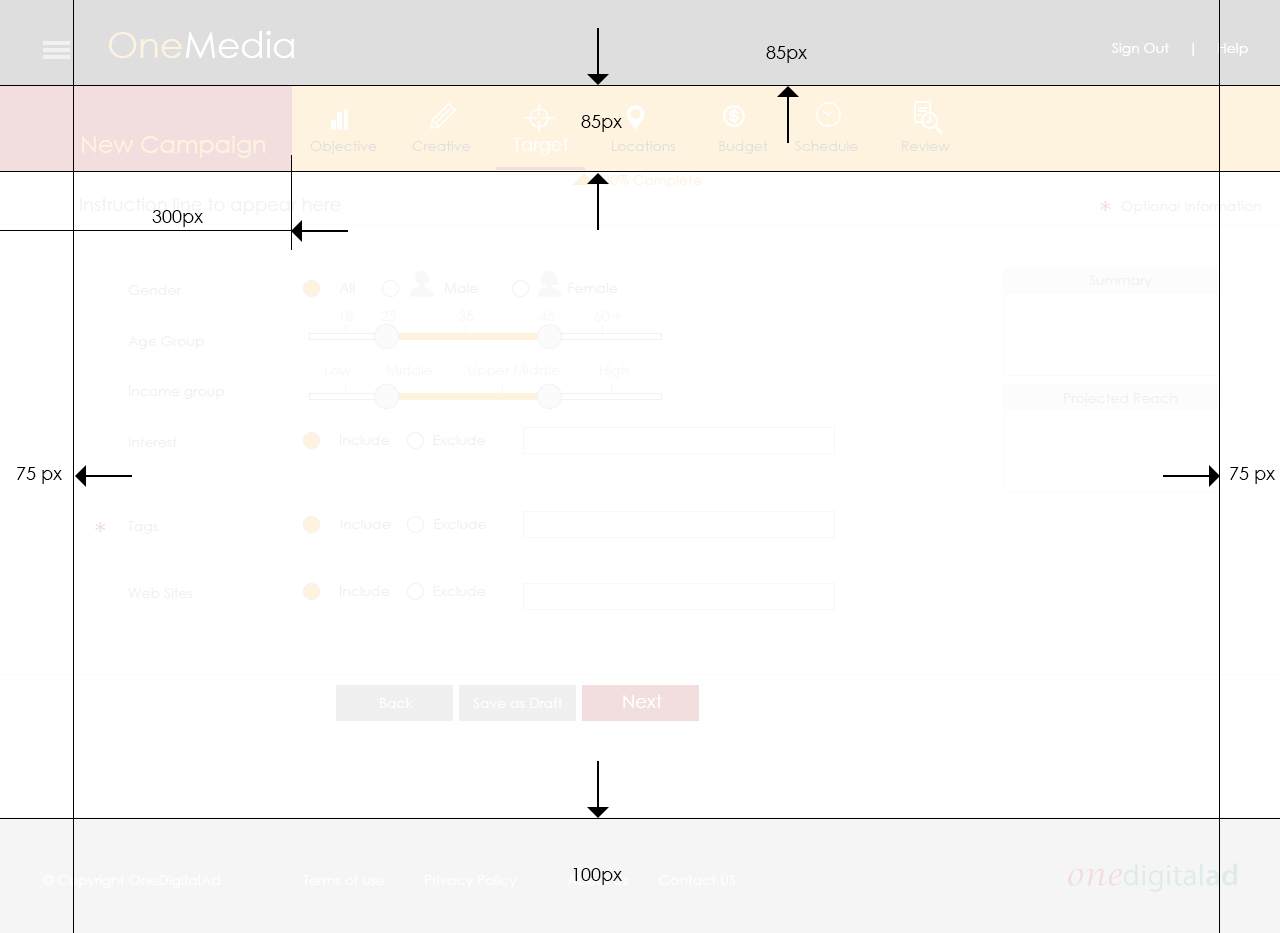 OneMedia
85px
Sign Out | Help
New Campaign
Objective Creative Target Locations Budget Schedule Review
85px
% Complete
Instruction line to appear here
300px
* Optional Information
Gender All Male Female
Summary
18 25 35 45 60 +
Age Group
Low Middle Upper Middle High
Income group
Projected Reach
Interest Include Exclude
75 px
75 px
* Tags Include Exclude
Web Sites Include Exclude
Back Save as Draft Next
100px
© Copyright OneDigitalAd Terms of use Privacy Policy Contact US
onedigitalad